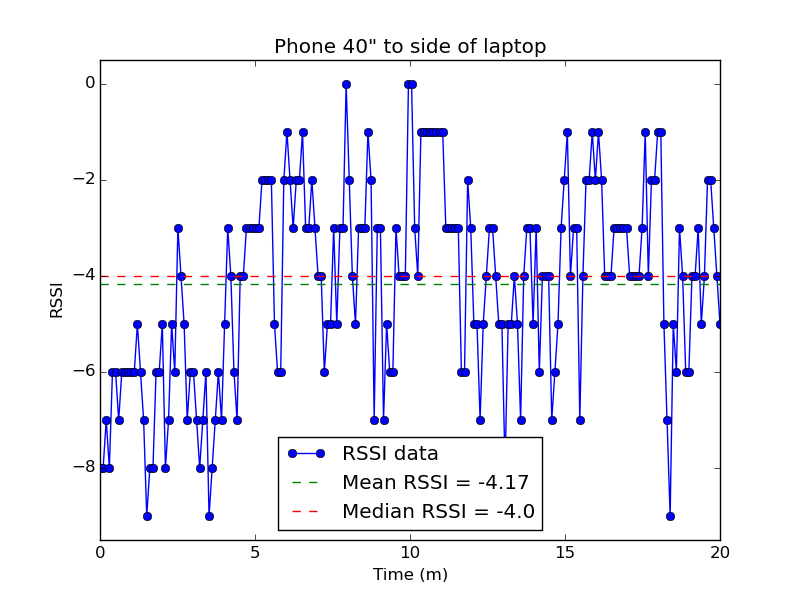 Phone 40" to side of laptop
RSSI
0
−2
−4
−6
−8
RSSI data
Mean RSSI = -4.17
Median RSSI = -4.0
0 5 10 15 20
Time (m)